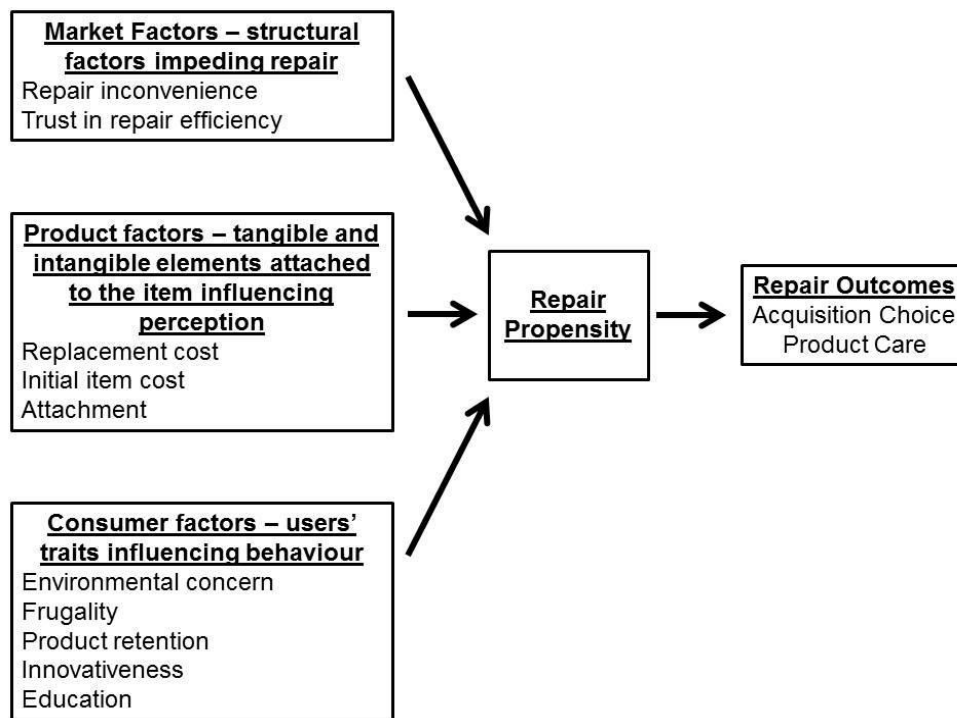 Market Factors – structural
factors impeding repair
Repair inconvenience
Trust in repair efficiency
Product factors – tangible and
intangible elements attached
to the item influencing
perception
Replacement cost
Initial item cost
Attachment
Consumer factors – users’
traits influencing behaviour
Environmental concern
Frugality
Product retention
Innovativeness
Education
Repair
Propensity
Repair Outcomes
Acquisition Choice
Product Care